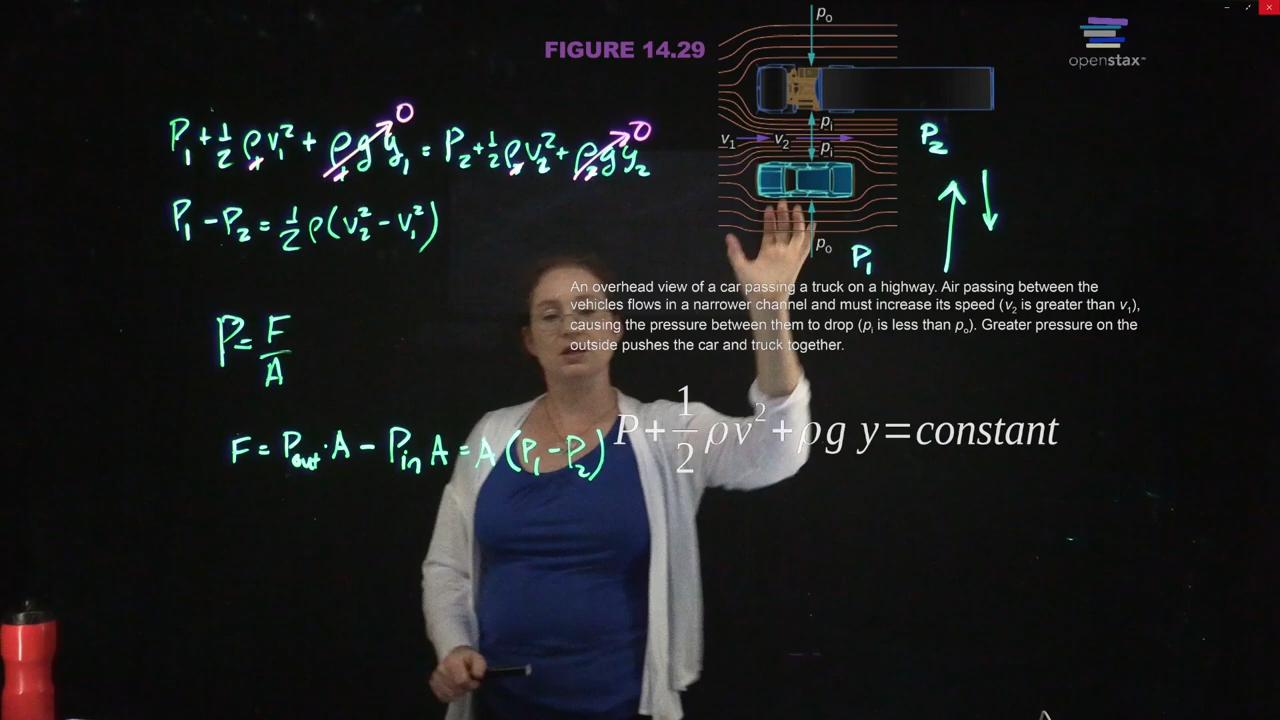 FIGURE 14.29
openstax™
p₀
P₁ + ½ ρv₁² + ρgy₁ → 0 = P₂ + ½ ρv₂² + ρ₂gy₂ → 0
pᵢ
v₁ v₂
pᵢ
P₂
P₁ − P₂ = ½ ρ(v₂² − v₁²)
p₀
P₁
An overhead view of a car passing a truck on a highway. Air passing between the
vehicles flows in a narrower channel and must increase its speed (v₂ is greater than v₁),
causing the pressure between them to drop (pᵢ is less than p₀). Greater pressure on the
outside pushes the car and truck together.
P = F/A
F = Pout · A − Pin A = A (P₁ − P₂)
P + ½ ρv² + ρg y = constant